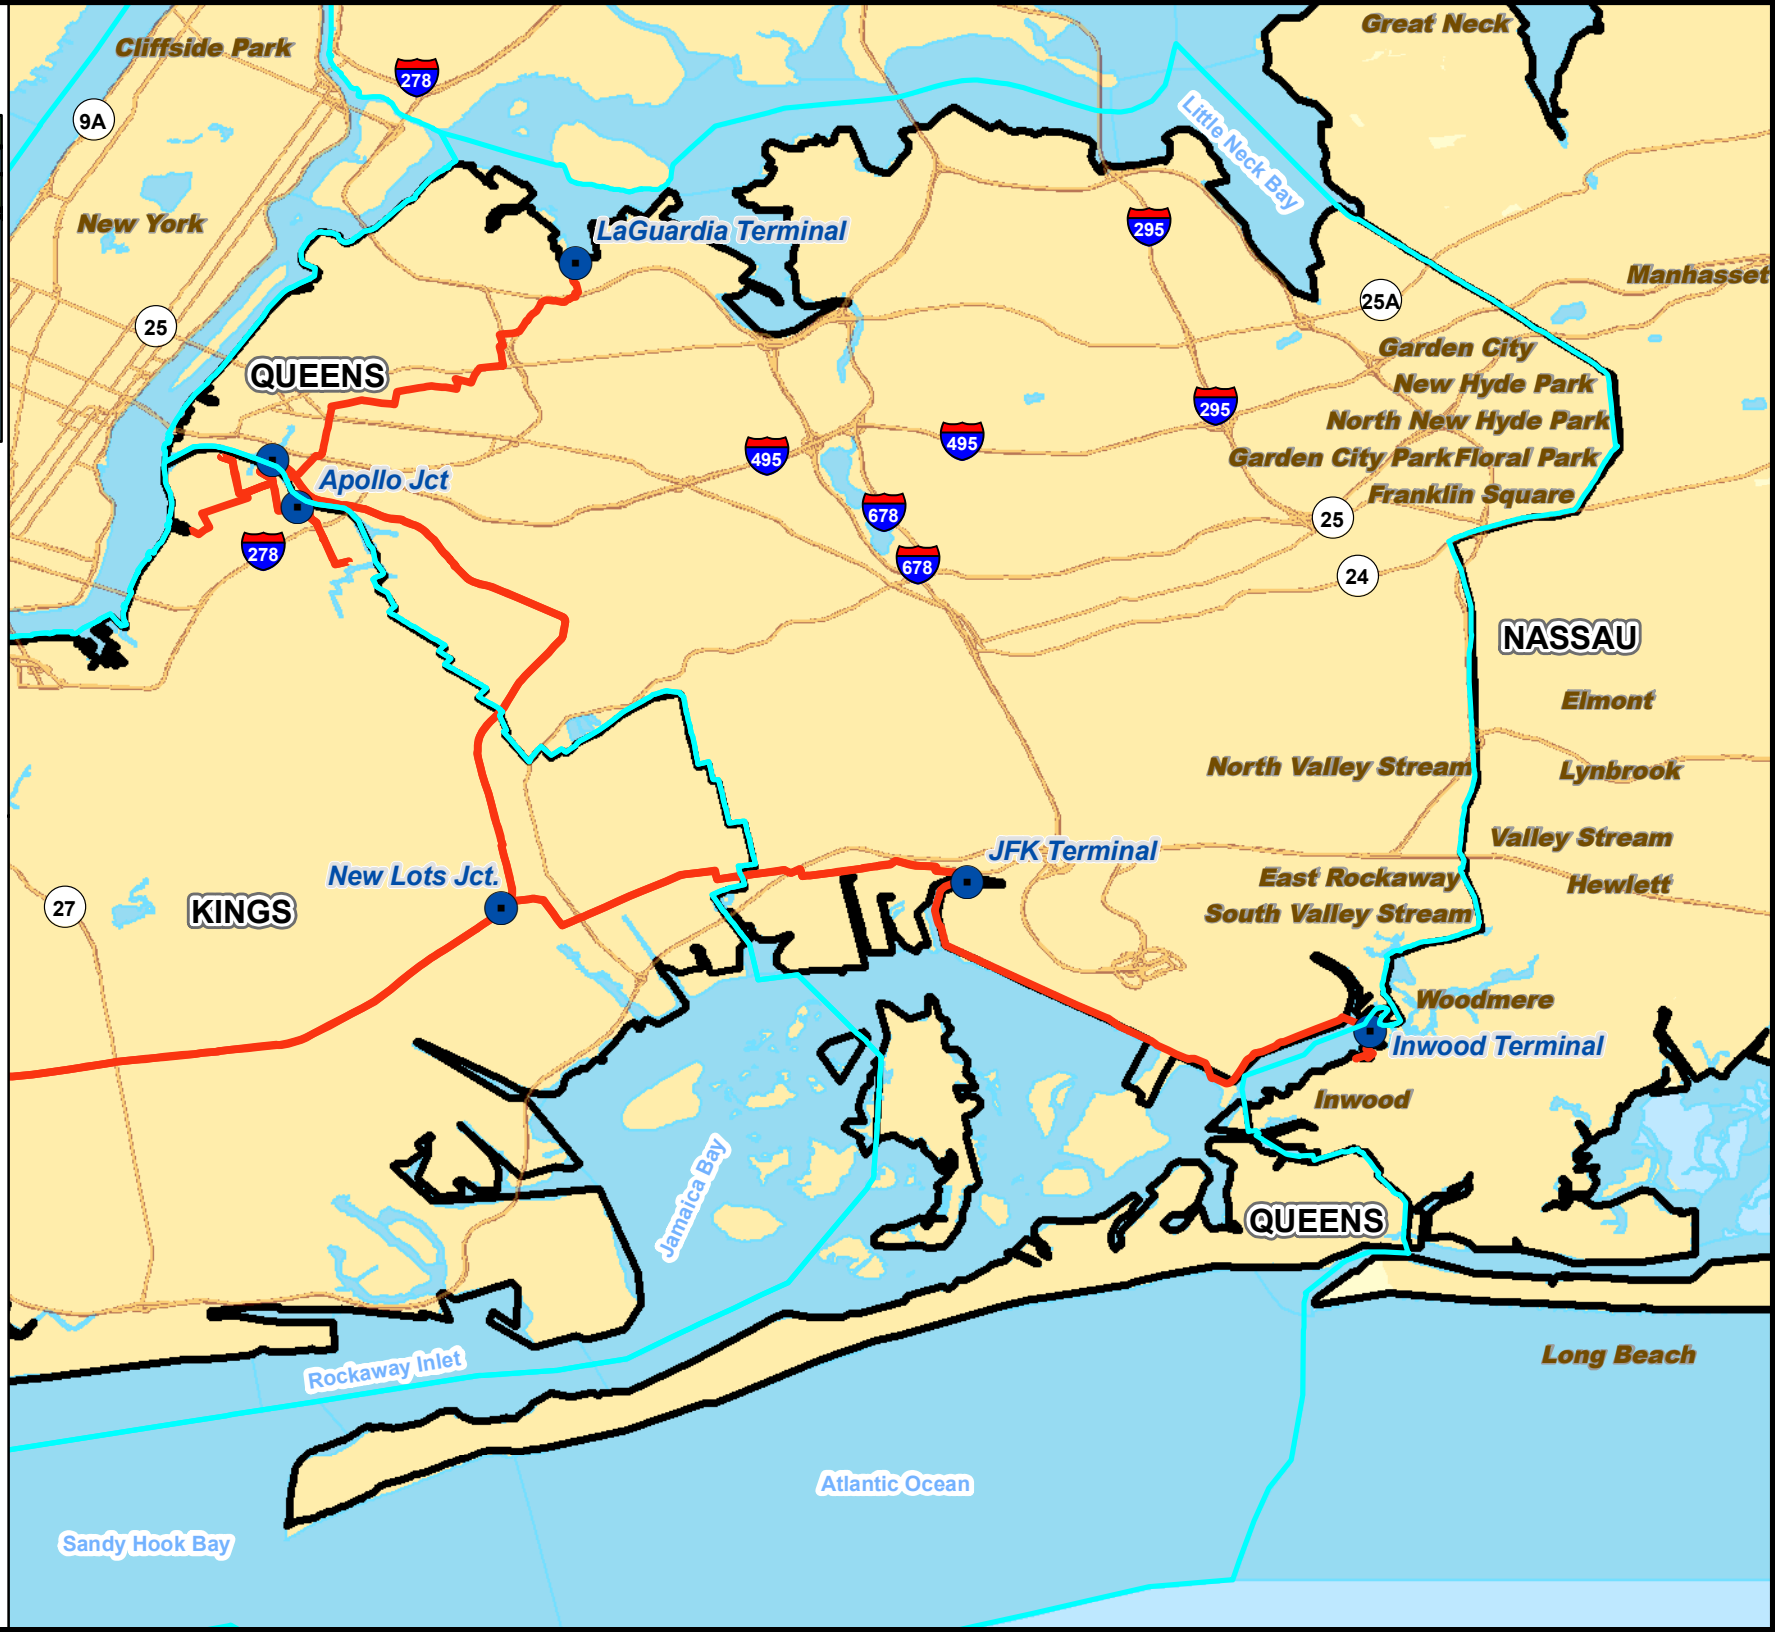 Great Neck
Cliffside Park
278
9A
Little Neck Bay
New York
LaGuardia Terminal
295
Manhasset
25A
25
Garden City
QUEENS
New Hyde Park
295
North New Hyde Park
495
495
Garden City Park
Floral Park
Apollo Jct
Franklin Square
678
25
278
678
24
NASSAU
Elmont
North Valley Stream
Lynbrook
Valley Stream
JFK Terminal
New Lots Jct.
East Rockaway
Hewlett
27
KINGS
South Valley Stream
Woodmere
Inwood Terminal
Inwood
Jamaica Bay
QUEENS
Long Beach
Rockaway Inlet
Atlantic Ocean
Sandy Hook Bay